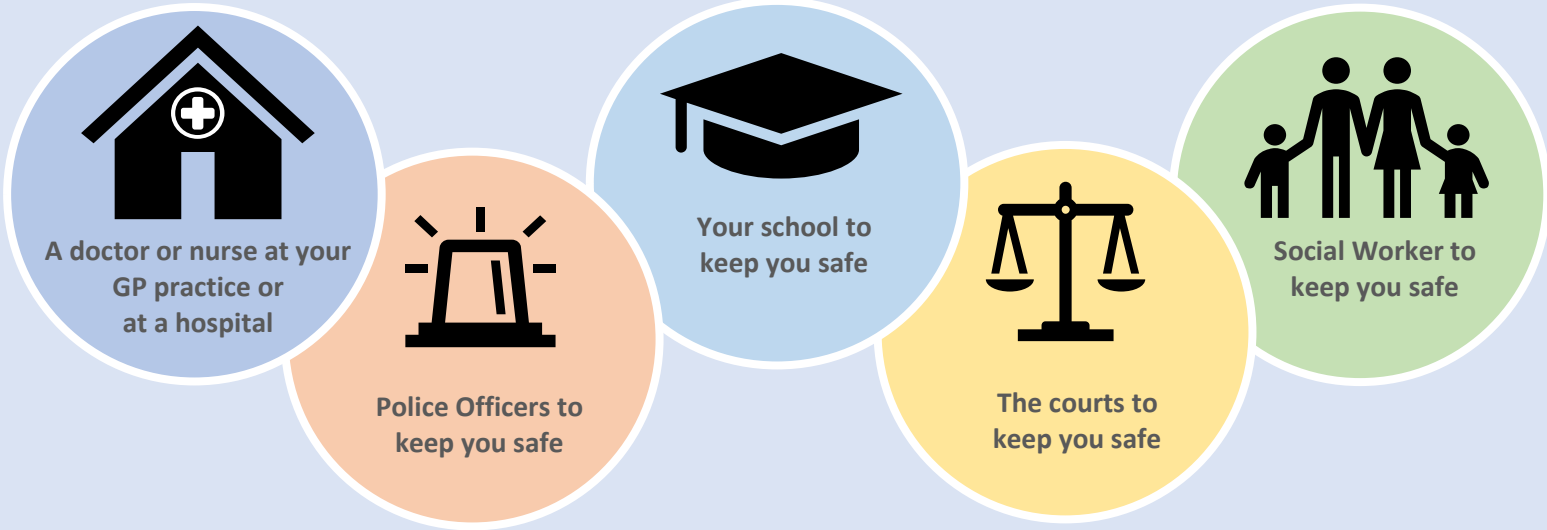 A doctor or nurse at your
GP practice or
at a hospital
Police Officers to
keep you safe
Your school to
keep you safe
The courts to
keep you safe
Social Worker to
keep you safe